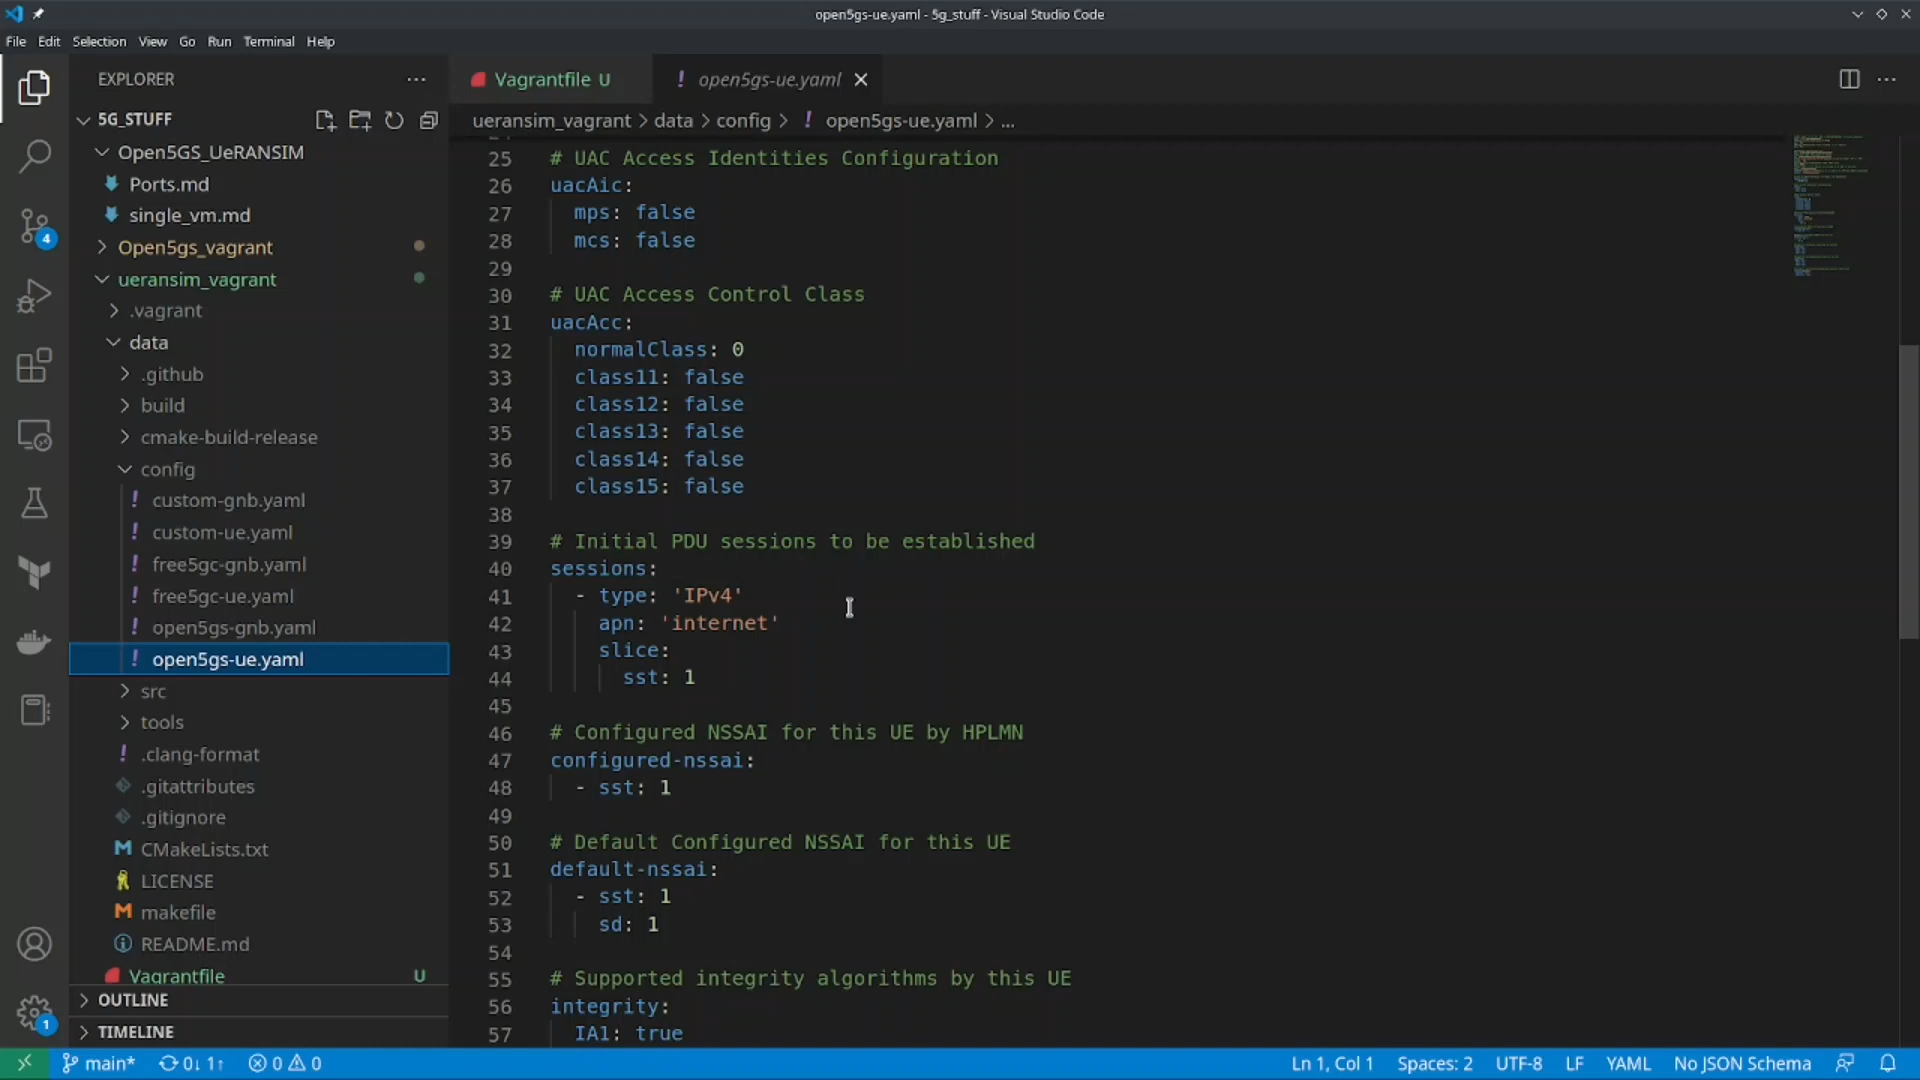 open5gs-ue.yaml - 5g_stuff - Visual Studio Code
File Edit Selection View Go Run Terminal Help
EXPLORER
5G_STUFF
Open5GS_UeRANSIM
Ports.md
single_vm.md
Open5gs_vagrant
ueransim_vagrant
.vagrant
data
.github
build
cmake-build-release
config
! custom-gnb.yaml
! custom-ue.yaml
! free5gc-gnb.yaml
! free5gc-ue.yaml
! open5gs-gnb.yaml
! open5gs-ue.yaml
src
tools
! .clang-format
.gitattributes
.gitignore
M CMakeLists.txt
LICENSE
M makefile
README.md
Vagrantfile U
OUTLINE
TIMELINE
4
1
Vagrantfile U ! open5gs-ue.yaml
ueransim_vagrant > data > config > ! open5gs-ue.yaml > ...
25 # UAC Access Identities Configuration
26 uacAic:
27 mps: false
28 mcs: false
29
30 # UAC Access Control Class
31 uacAcc:
32 normalClass: 0
33 class11: false
34 class12: false
35 class13: false
36 class14: false
37 class15: false
38
39 # Initial PDU sessions to be established
40 sessions:
41 - type: 'IPv4'
42 apn: 'internet'
43 slice:
44 sst: 1
45
46 # Configured NSSAI for this UE by HPLMN
47 configured-nssai:
48 - sst: 1
49
50 # Default Configured NSSAI for this UE
51 default-nssai:
52 - sst: 1
53 sd: 1
54
55 # Supported integrity algorithms by this UE
56 integrity:
57 IA1: true
main* 0↓ 1↑ 0 0 Ln 1, Col 1 Spaces: 2 UTF-8 LF YAML No JSON Schema